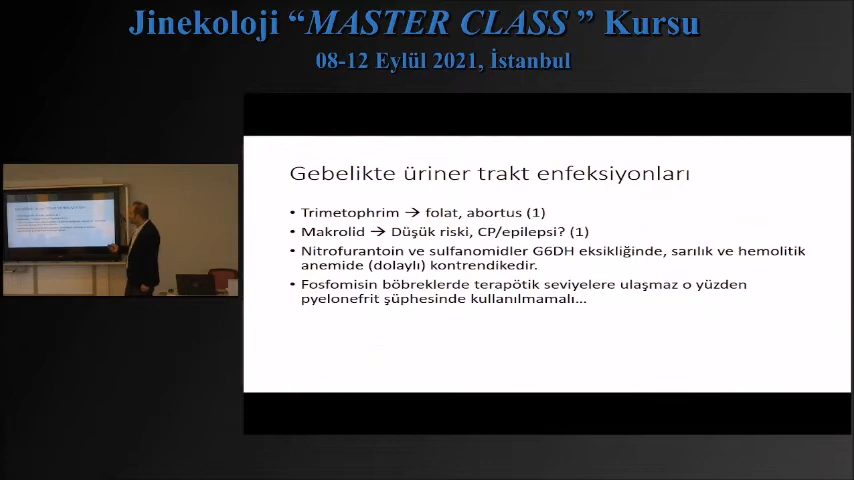 Jinekoloji “MASTER CLASS ” Kursu
08-12 Eylül 2021, İstanbul
Gebelikte üriner trakt enfeksiyonları
• Trimetophrim → folat, abortus (1)
• Makrolid → Düşük riski, CP/epilepsi? (1)
• Nitrofurantoin ve sulfanomidler G6DH eksikliğinde, sarılık ve hemolitik
anemide (dolaylı) kontrendikedir.
• Fosfomisin böbreklerde terapötik seviyelere ulaşmaz o yüzden
pyelonefrit şüphesinde kullanılmamalı...